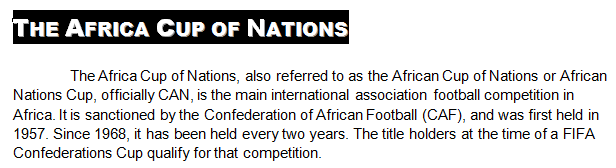 THE AFRICA CUP OF NATIONS
The Africa Cup of Nations, also referred to as the African Cup of Nations or African
Nations Cup, officially CAN, is the main international association football competition in
Africa. It is sanctioned by the Confederation of African Football (CAF), and was first held in
1957. Since 1968, it has been held every two years. The title holders at the time of a FIFA
Confederations Cup qualify for that competition.